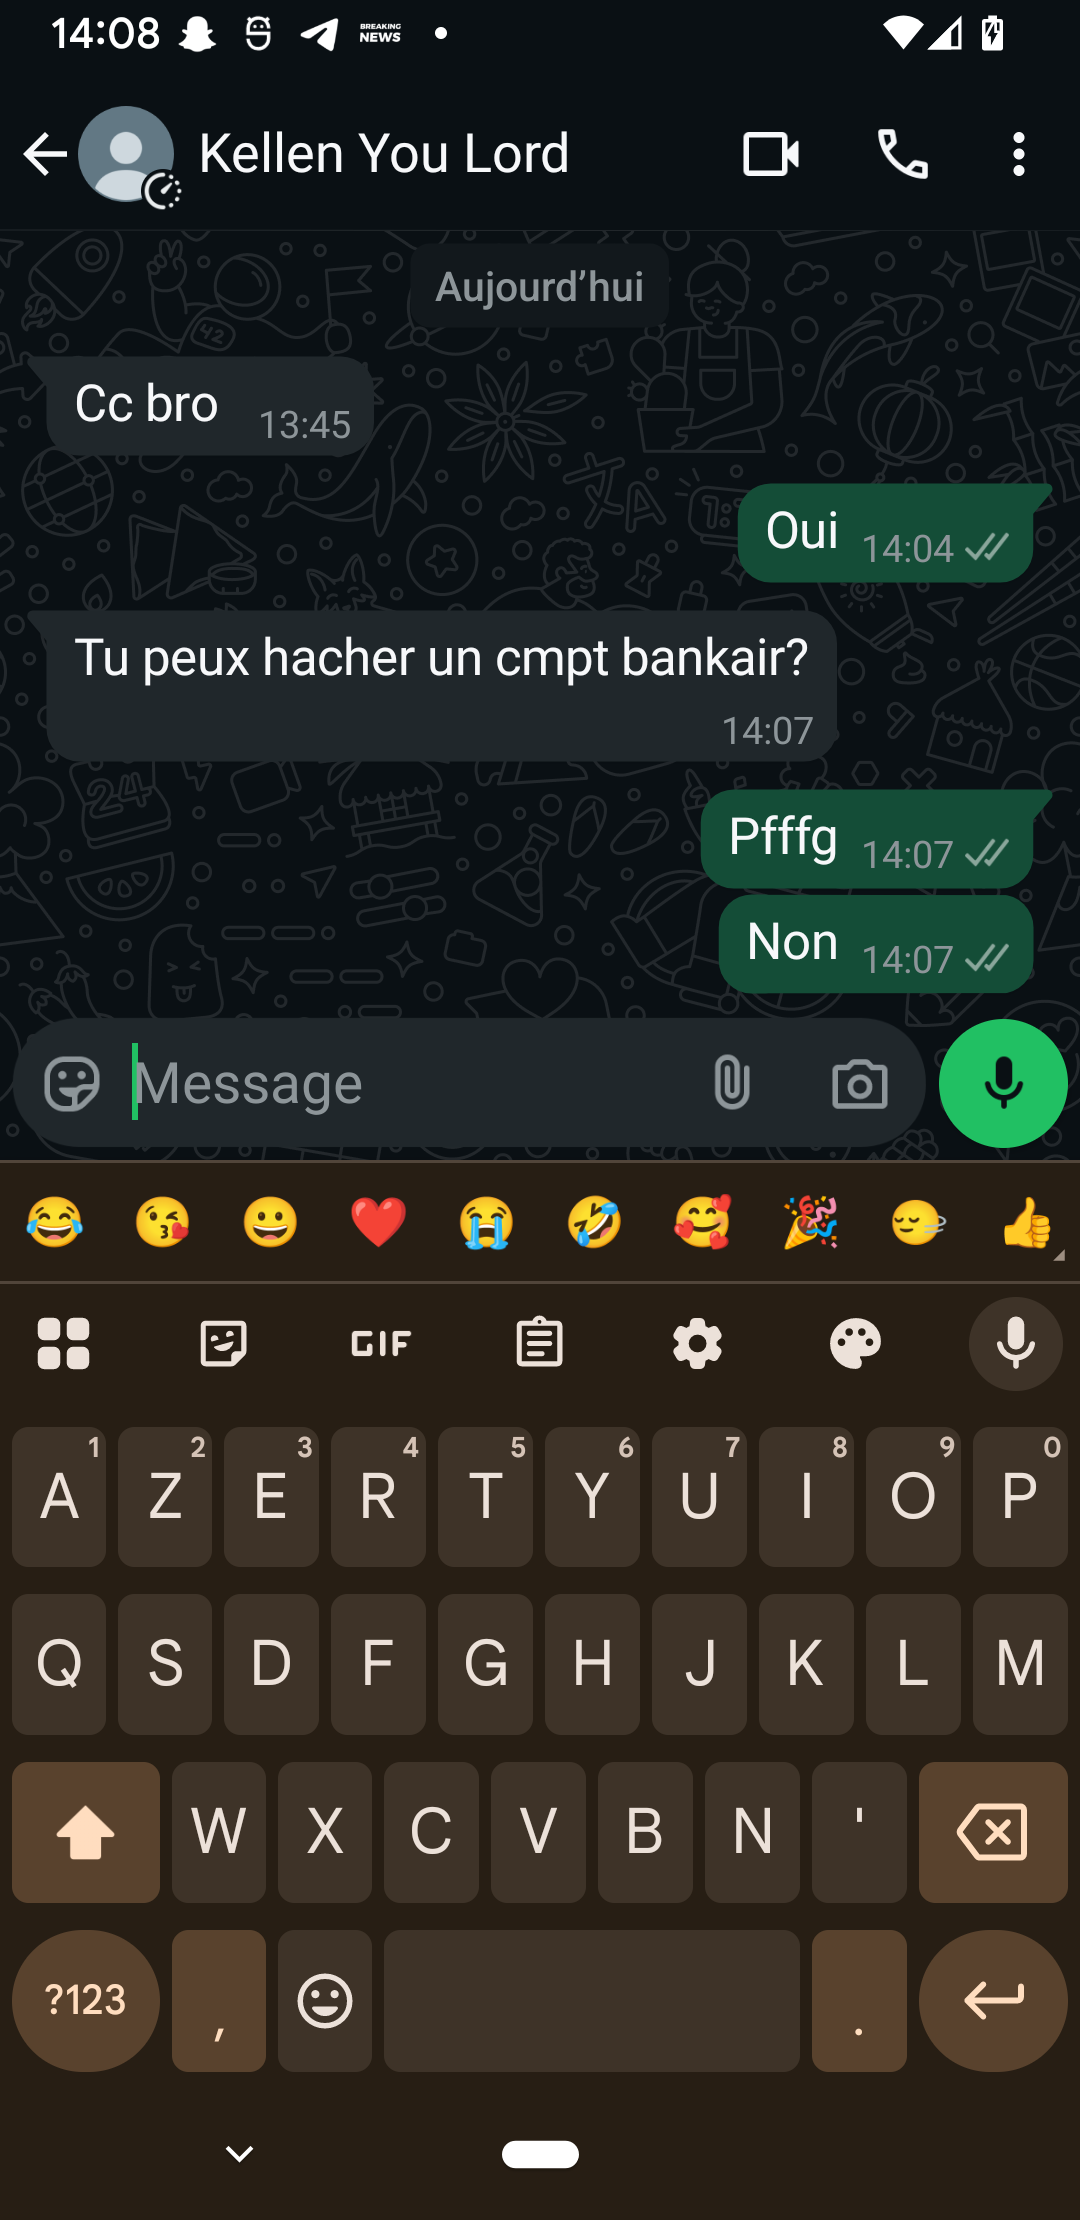 14:08
BREAKING
NEWS
Kellen You Lord
Aujourd'hui
Cc bro 13:45
Oui 14:04
Tu peux hacher un cmpt bankair?
14:07
Pfffg 14:07
Non 14:07
Message
GIF
1 2 3 4 5 6 7 8 9 0
A Z E R T Y U I O P
Q S D F G H J K L M
W X C V B N '
?123 , .